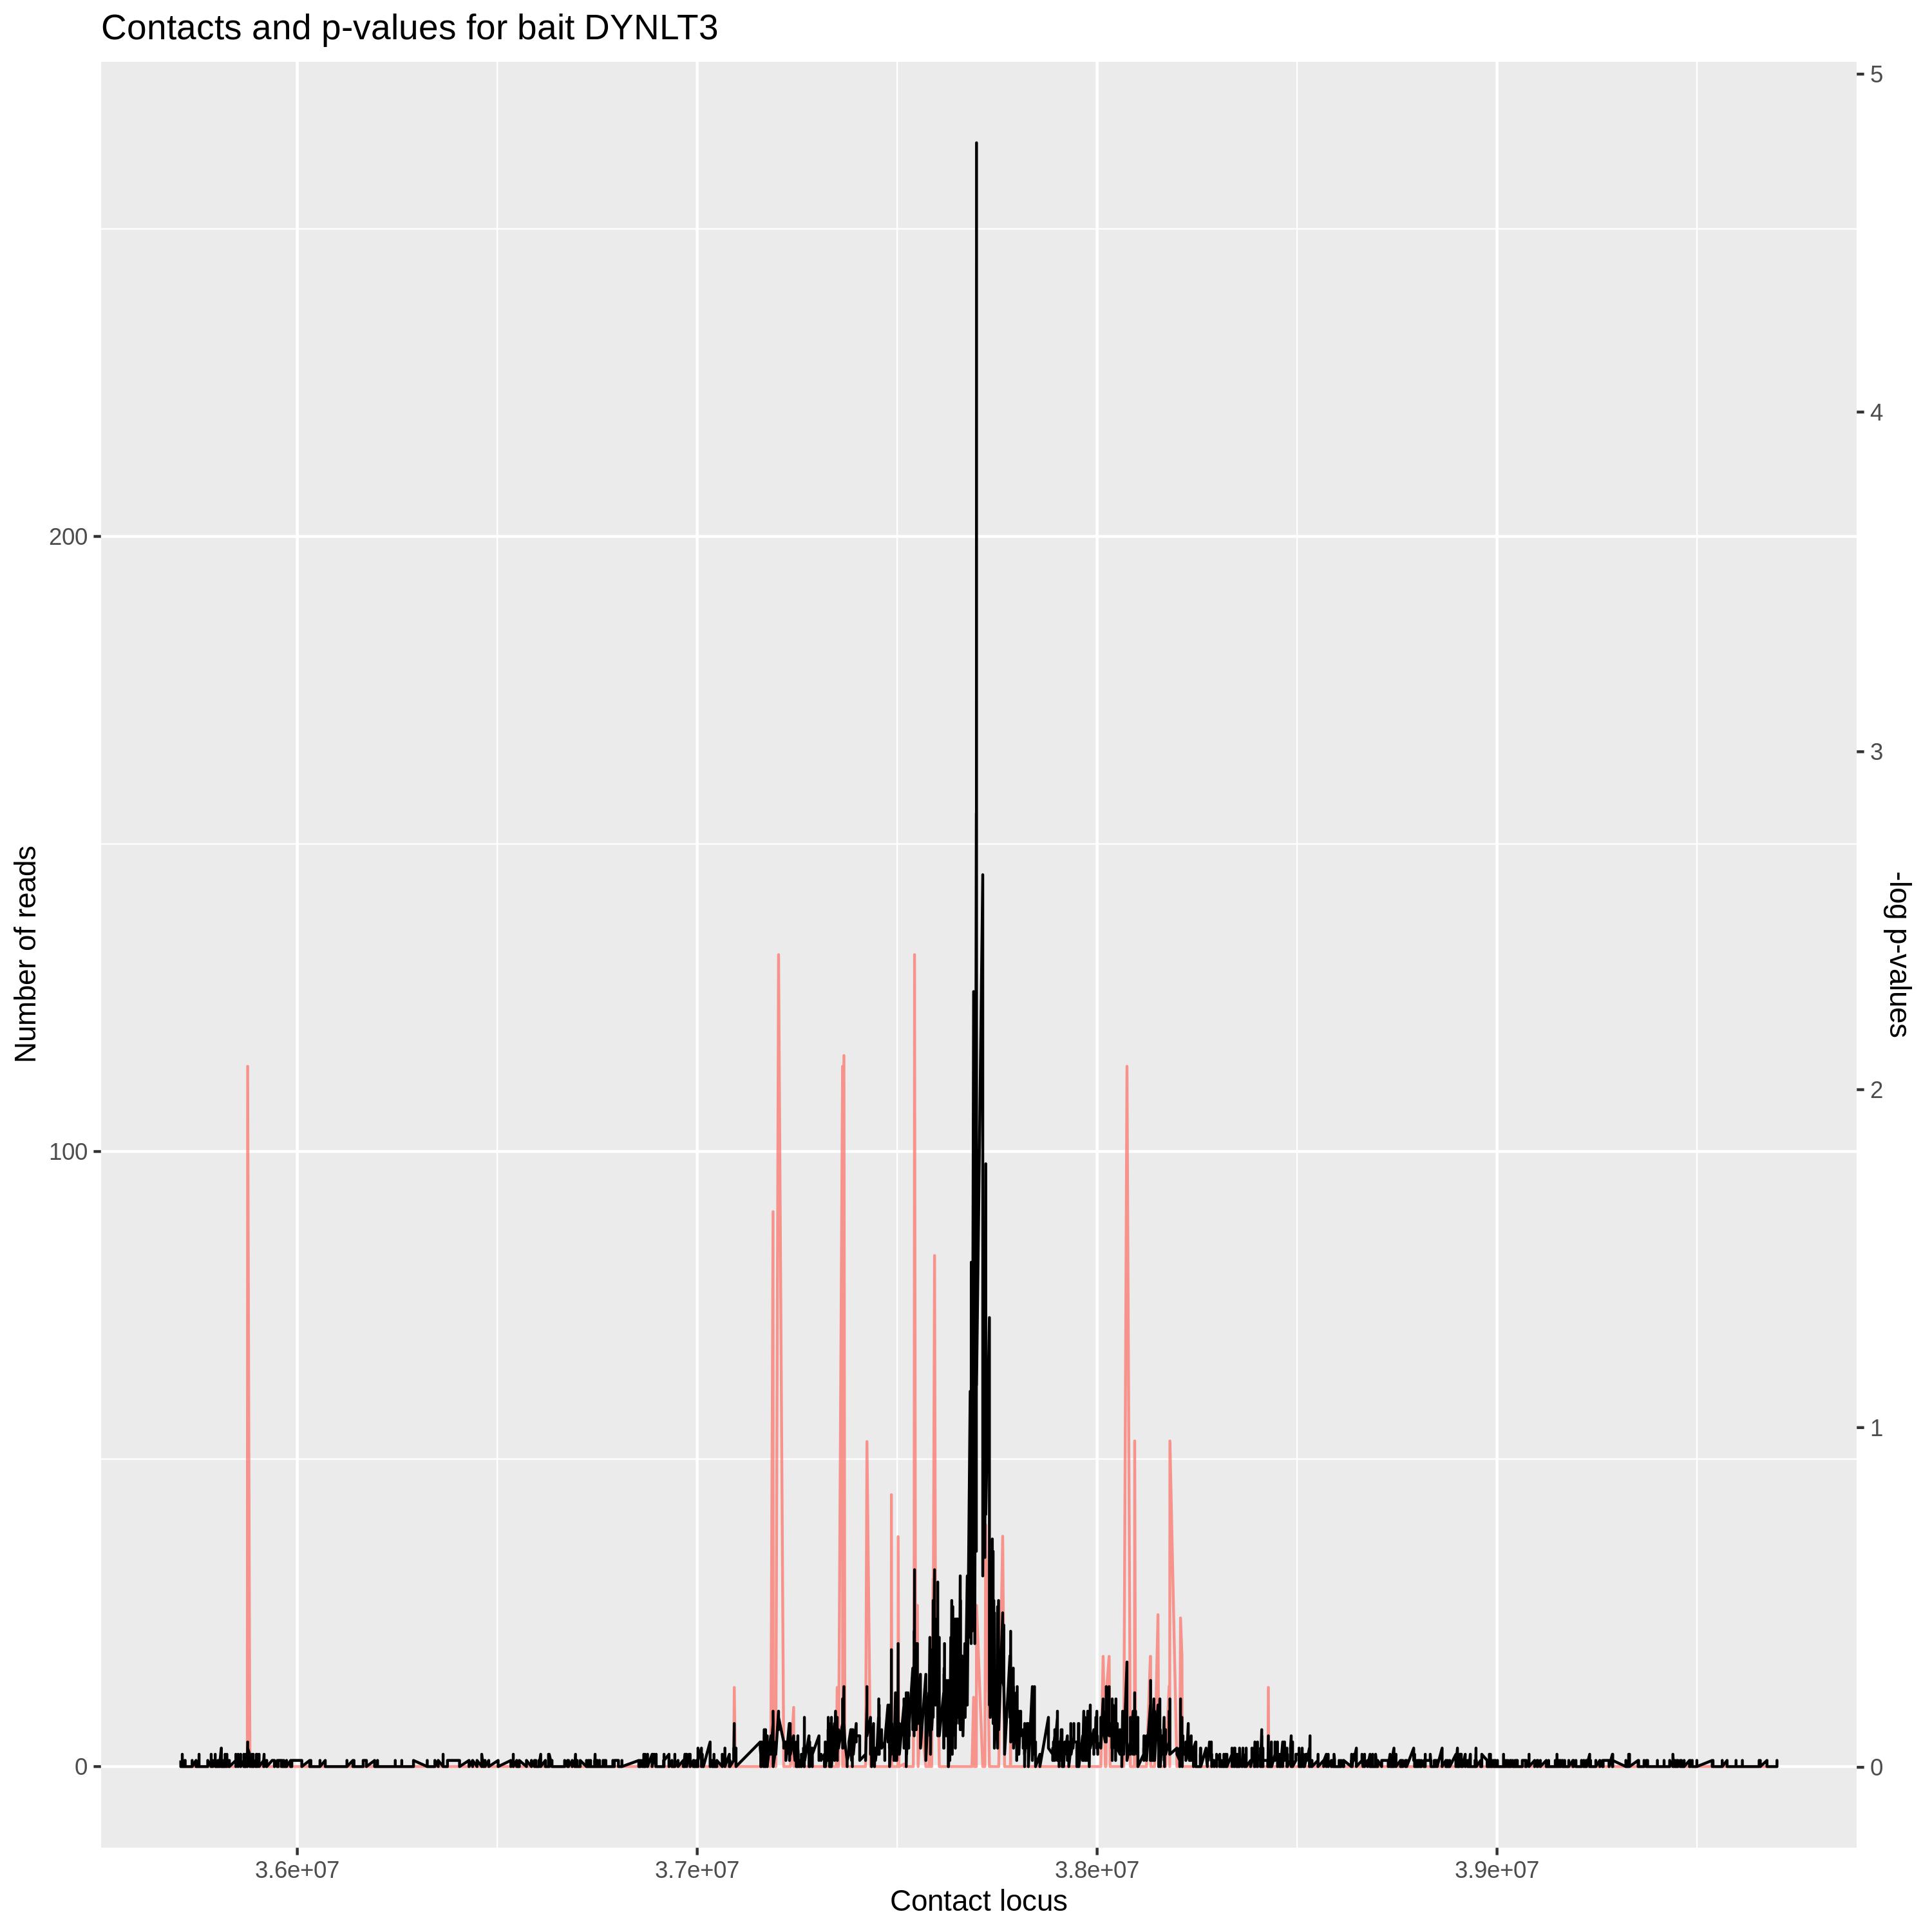 Contacts and p-values for bait DYNLT3
Number of reads
200
100
0
5
4
3
2
1
0
-log p-values
3.6e+07
3.7e+07
3.8e+07
3.9e+07
Contact locus